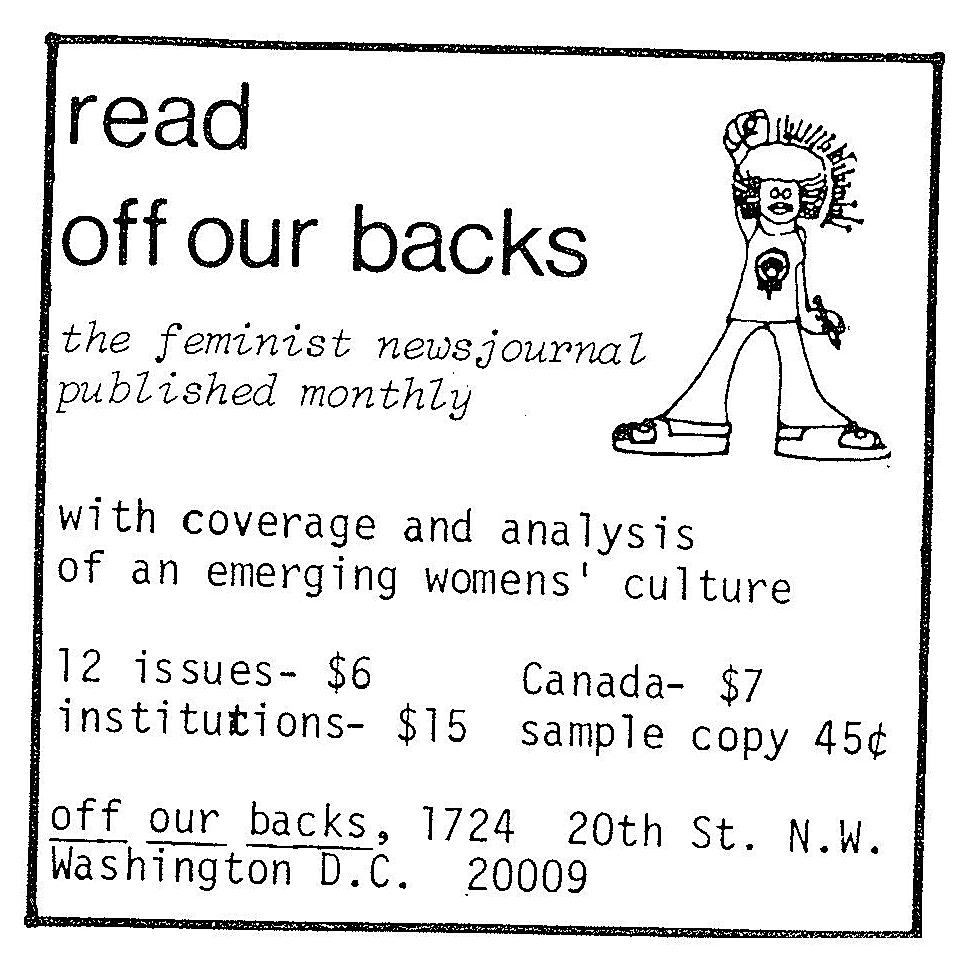 read
off our backs
the feminist newsjournal
published monthly
with coverage and analysis
of an emerging womens' culture
12 issues- $6 Canada- $7
institutions- $15 sample copy 45¢
off our backs, 1724 20th St. N.W.
Washington D.C. 20009